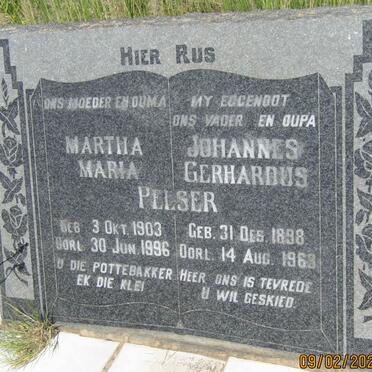 HIER RUS
ONS MOEDER EN OUMA
MARTHA
MARIA
MY EGGENOOT
ONS VADER EN OUPA
JOHANNES
GERHARDUS
PELSER
GEB. 3 OKT. 1903
OORL. 30 JUN. 1996
GEB. 31 DES. 1898
OORL. 14 AUG. 1963
U DIE POTTEBAKKER
EK DIE KLEI
HEER ONS IS TEVREDE
U WIL GESKIED
09/02/202